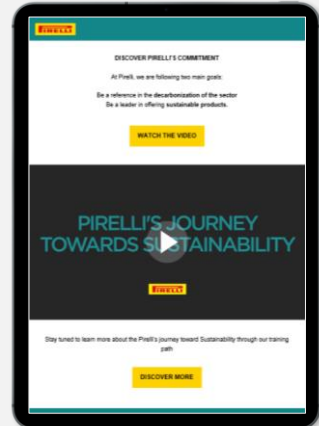 PIRELLI
DISCOVER PIRELLI'S COMMITMENT
At Pirelli, we are following two main goals:
Be a reference in the decarbonization of the sector
Be a leader in offering sustainable products.
WATCH THE VIDEO
PIRELLI'S JOURNEY
TOWARDS SUSTAINABILITY
PIRELLI
Stay tuned to learn more about the Pirelli's journey toward Sustainability through our training
path
DISCOVER MORE